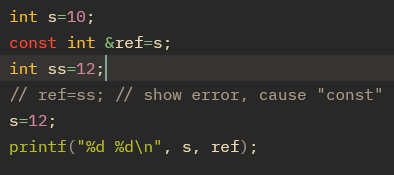 int s=10;
const int &ref=s;
int ss=12;
// ref=ss; // show error, cause "const"
s=12;
printf("%d %d\n", s, ref);